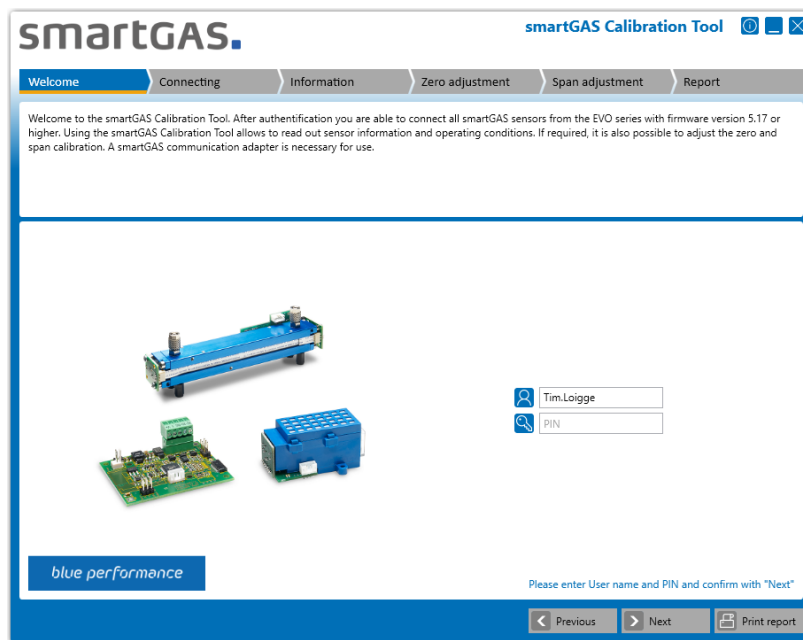 smartGAS
smartGAS Calibration Tool
Welcome
Connecting
Information
Zero adjustment
Span adjustment
Report
Welcome to the smartGAS Calibration Tool. After authentification you are able to connect all smartGAS sensors from the EVO series with firmware version 5.17 or
higher. Using the smartGAS Calibration Tool allows to read out sensor information and operating conditions. If required, it is also possible to adjust the zero and
span calibration. A smartGAS communication adapter is necessary for use.
Tim.Loigge
PIN
blue performance
Please enter User name and PIN and confirm with "Next"
Previous
Next
Print report